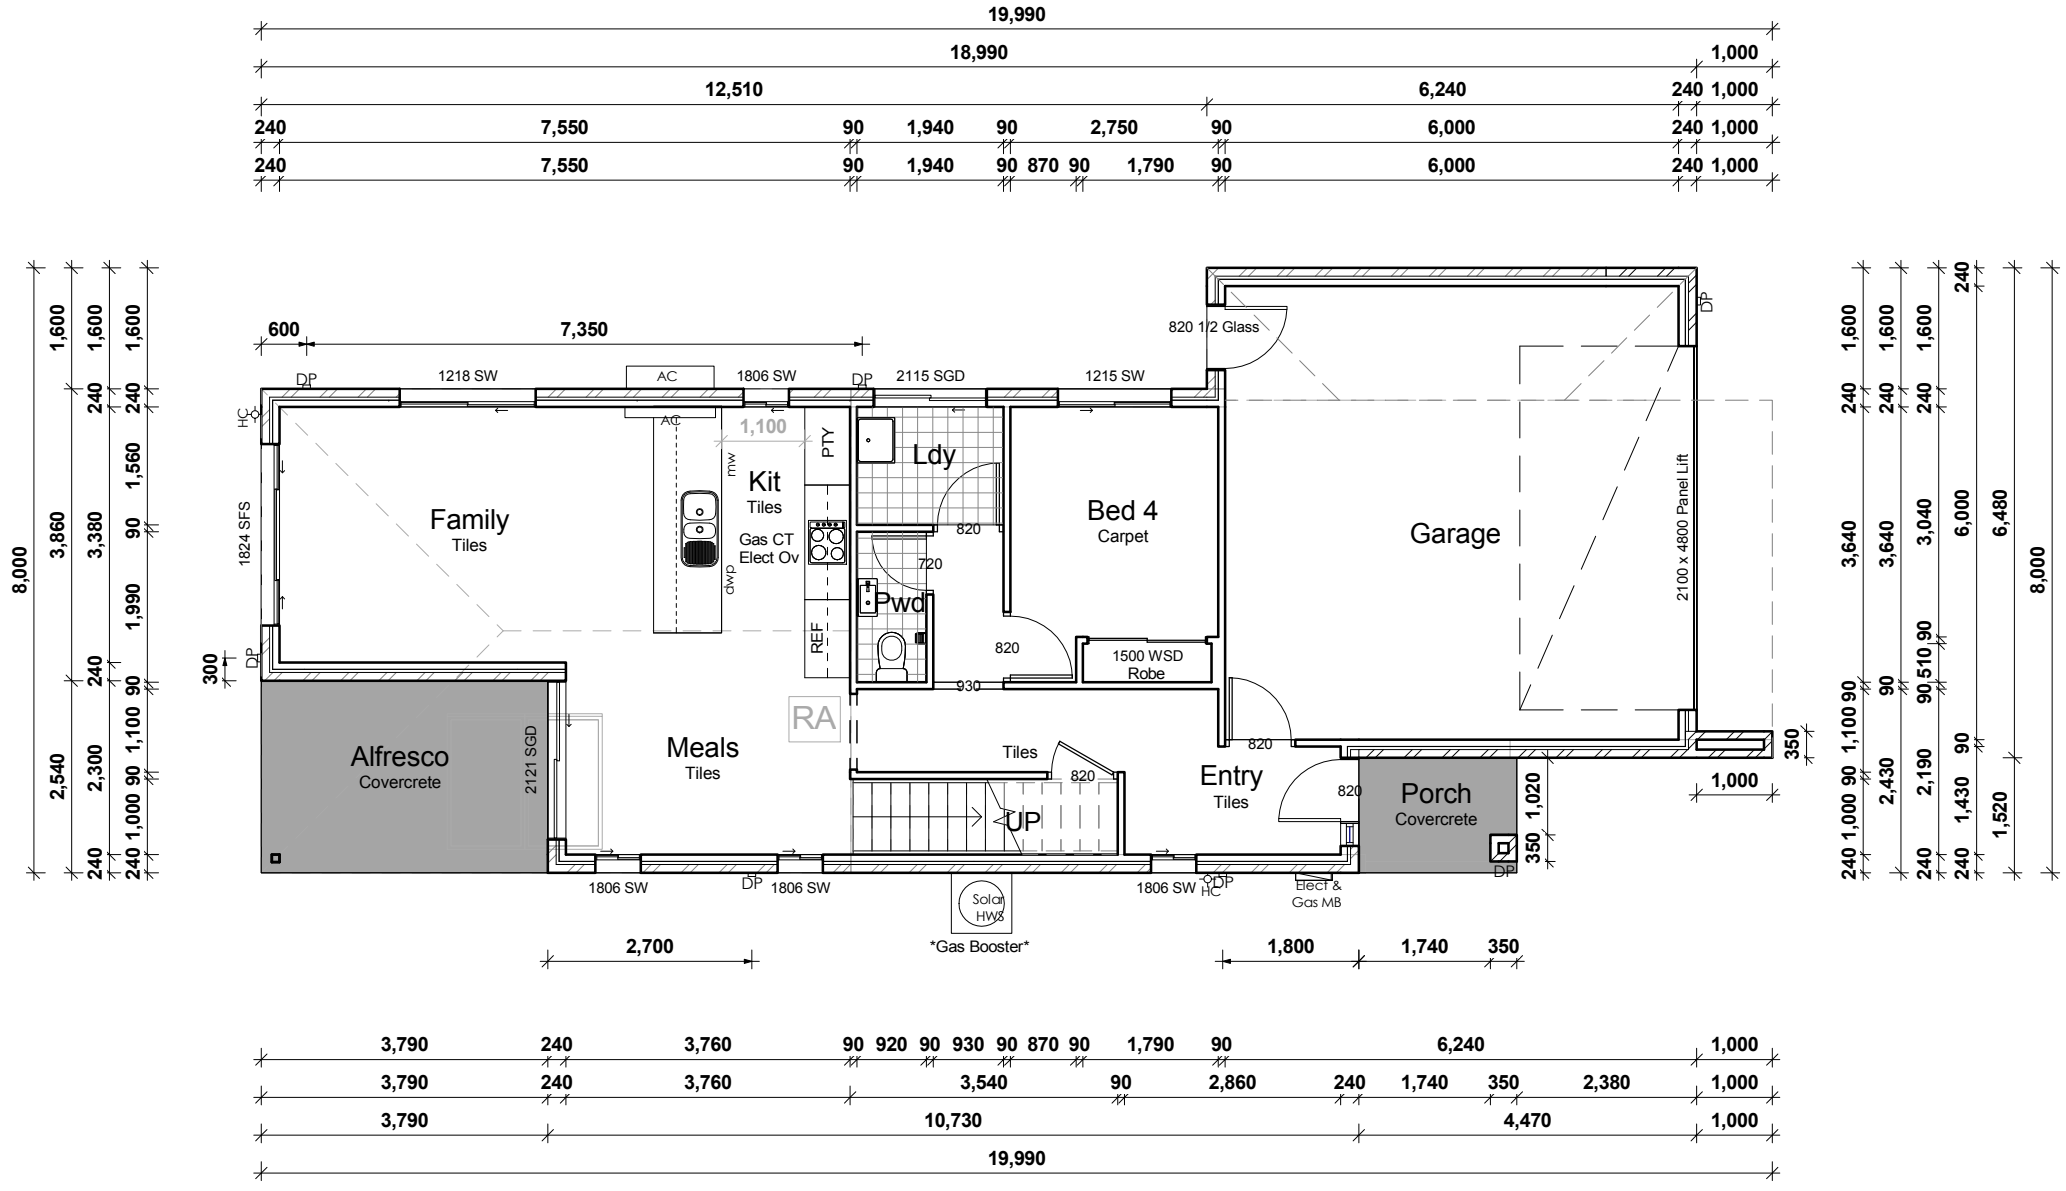 19,990
18,990 1,000
12,510 6,240 240 1,000
240 7,550 90 1,940 90 2,750 90 6,000 240 1,000
240 7,550 90 1,940 90 870 90 1,790 90 6,000 240 1,000
8,000
1,600 3,860 2,540
1,600 240 3,380 240 2,300 240
1,600 240 1,560 90 1,990 240 90 1,100 90 1,000 240
300
600 7,350
DP
1218 SW
AC
AC
1806 SW
DP
2115 SGD
1215 SW
820 1/2 Glass
DP
HC
1824 SFS
DP
Family
Tiles
1,100
mw
Kit
Tiles
Gas CT
Elect Ov
dwp
PTY
REF
Ldy
820
720
Pwd
930
820
Bed 4
Carpet
1500 WSD
Robe
Garage
2100 x 4800 Panel Lift
Alfresco
Covercrete
2121 SGD
Meals
Tiles
RA
Tiles
820
UP
820
Entry
Tiles
820
Porch
Covercrete
1,020
350
DP
350
1,000
1806 SW
DP
1806 SW
1806 SW
HC
DP
Elect &
Gas MB
Solar
HWS
*Gas Booster*
2,700
1,800 1,740 350
1,600 240 3,640 90 1,100 90 1,000 240
1,600 240 3,640 90 2,430
1,600 240 3,040 90 510 90 2,190 240
240 6,000 90 1,430 240
6,480 1,520
8,000
3,790 240 3,760 90 920 90 930 90 870 90 1,790 90 6,240 1,000
3,790 240 3,760 3,540 90 2,860 240 1,740 350 2,380 1,000
3,790 10,730 4,470 1,000
19,990